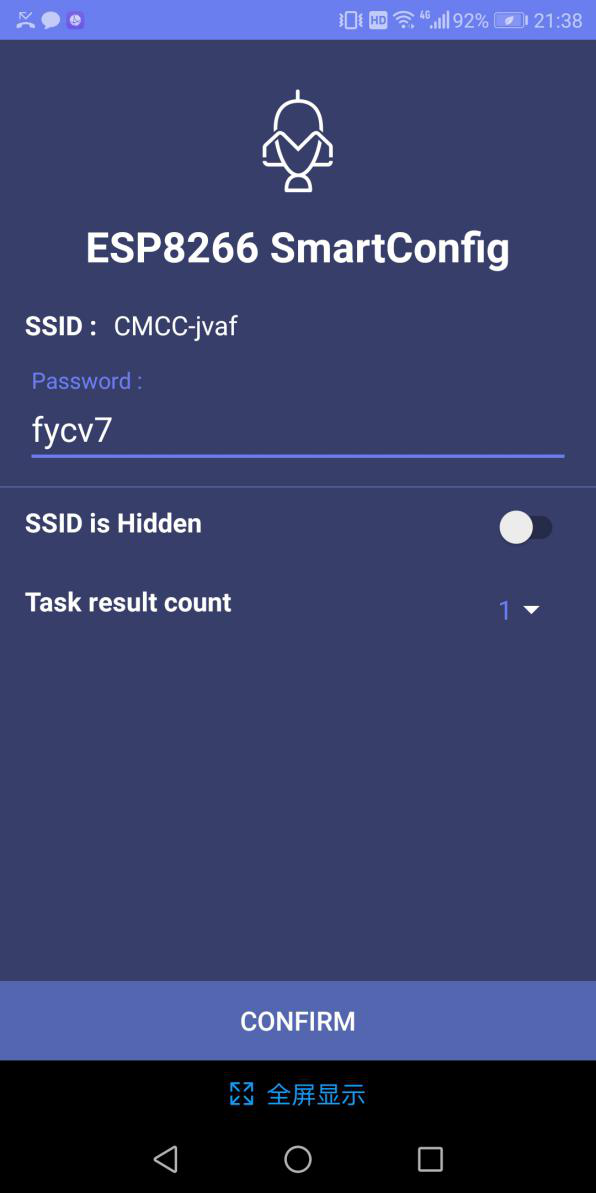 HD 4G 92% 21:38
ESP8266 SmartConfig
SSID : CMCC-jvaf
Password :
fycv7
SSID is Hidden
Task result count
1
CONFIRM
全屏显示